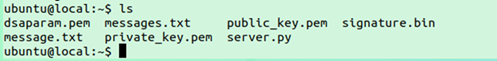 ubuntu@local:~$ ls
dsaparam.pem messages.txt public_key.pem signature.bin
message.txt private_key.pem server.py
ubuntu@local:~$